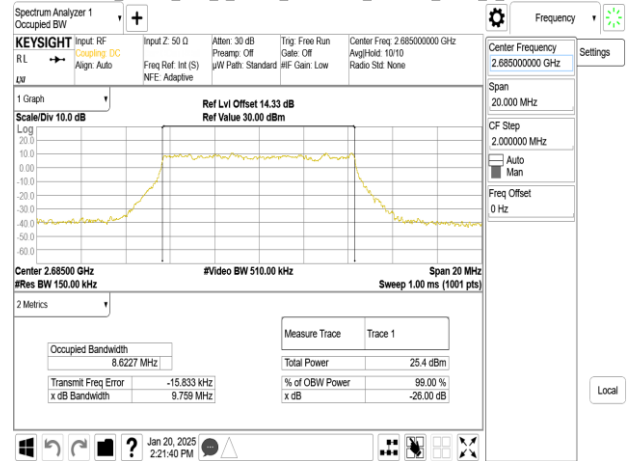 Spectrum Analyzer 1
Occupied BW
Frequency
KEYSIGHT
RL
LXI
Input: RF
Coupling: DC
Align: Auto
Input Z: 50 Ω
Freq Ref: Int (S)
NFE: Adaptive
Atten: 30 dB
Preamp: Off
µW Path: Standard
Trig: Free Run
Gate: Off
#IF Gain: Low
Center Freq: 2.685000000 GHz
Avg|Hold: 10/10
Radio Std: None
Center Frequency
2.685000000 GHz
Settings
Span
20.000 MHz
CF Step
2.000000 MHz
Auto
Man
Freq Offset
0 Hz
Local
1 Graph
Scale/Div 10.0 dB
Ref Lvl Offset 14.33 dB
Ref Value 30.00 dBm
Log
20.0
10.0
0.00
-10.0
-20.0
-30.0
-40.0
-50.0
-60.0
Center 2.68500 GHz
#Video BW 510.00 kHz
Span 20 MHz
#Res BW 150.00 kHz
Sweep 1.00 ms (1001 pts)
2 Metrics
Measure Trace
Trace 1
Occupied Bandwidth
8.6227 MHz
Total Power
25.4 dBm
Transmit Freq Error
-15.833 kHz
% of OBW Power
99.00 %
x dB Bandwidth
9.759 MHz
x dB
-26.00 dB
?
Jan 20, 2025
2:21:40 PM